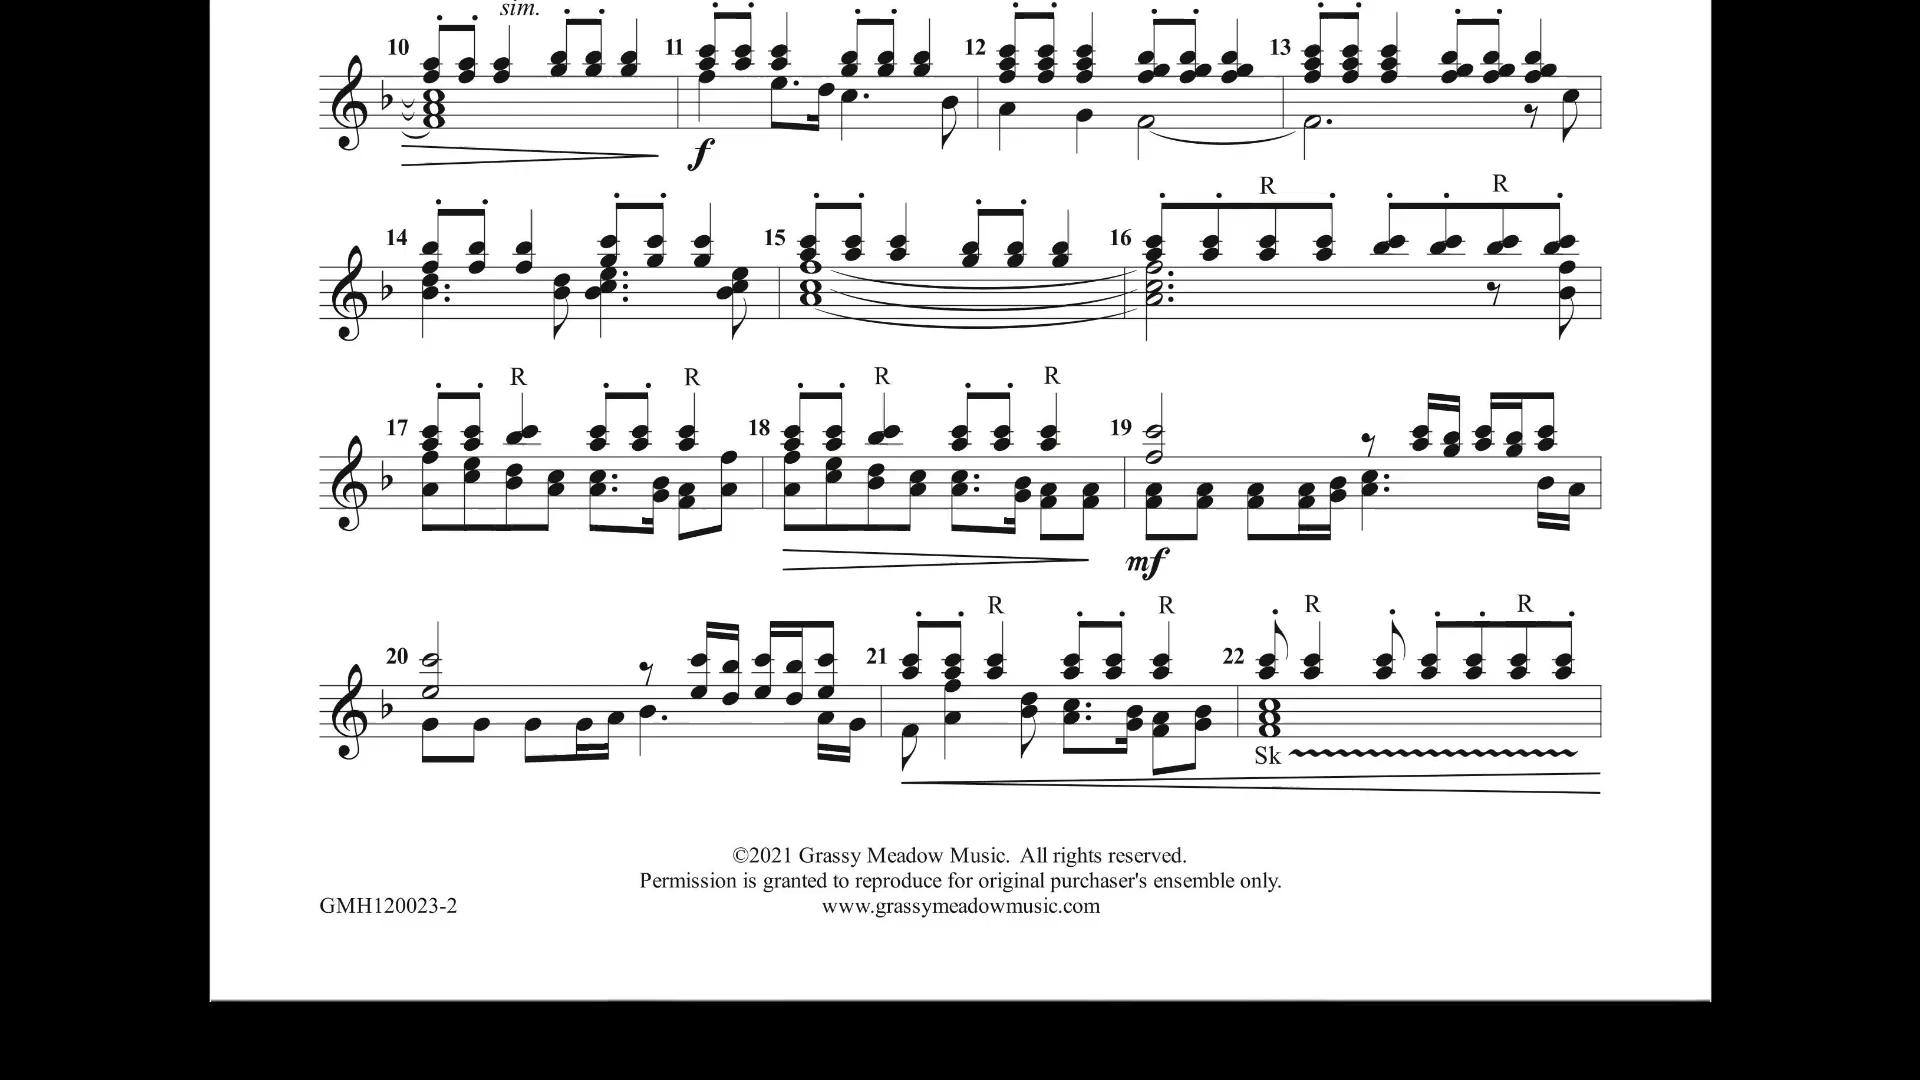 sim.
10 11 12 13
f
R R
14 15 16
R R R R
17 18 19
mf
R R R R
20 21 22
Sk
©2021 Grassy Meadow Music. All rights reserved.
Permission is granted to reproduce for original purchaser's ensemble only.
GMH120023-2 www.grassymeadowmusic.com